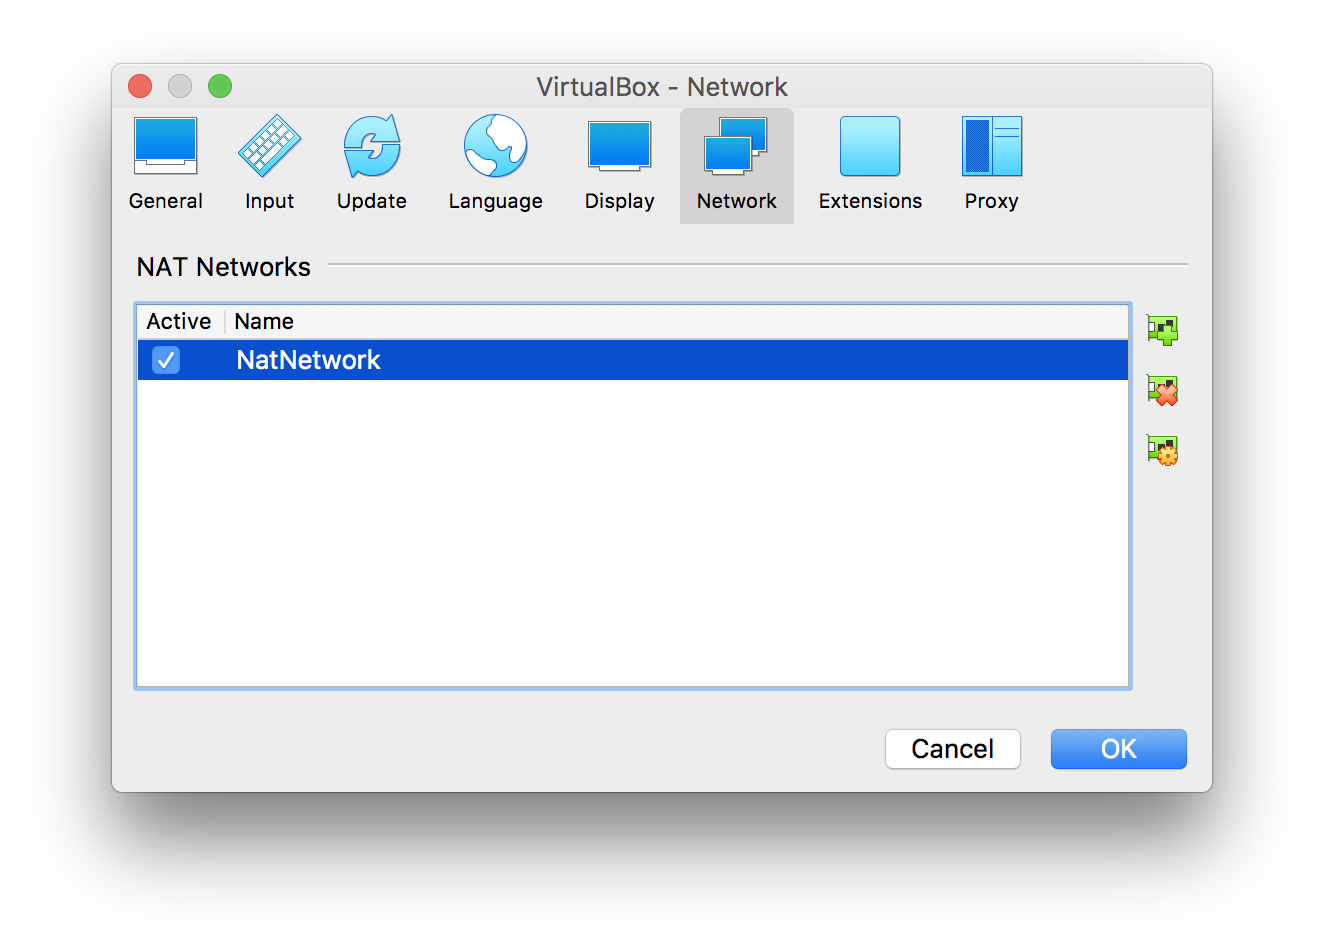 VirtualBox - Network
General Input Update Language Display Network Extensions Proxy
NAT Networks
Active Name
NatNetwork
Cancel OK